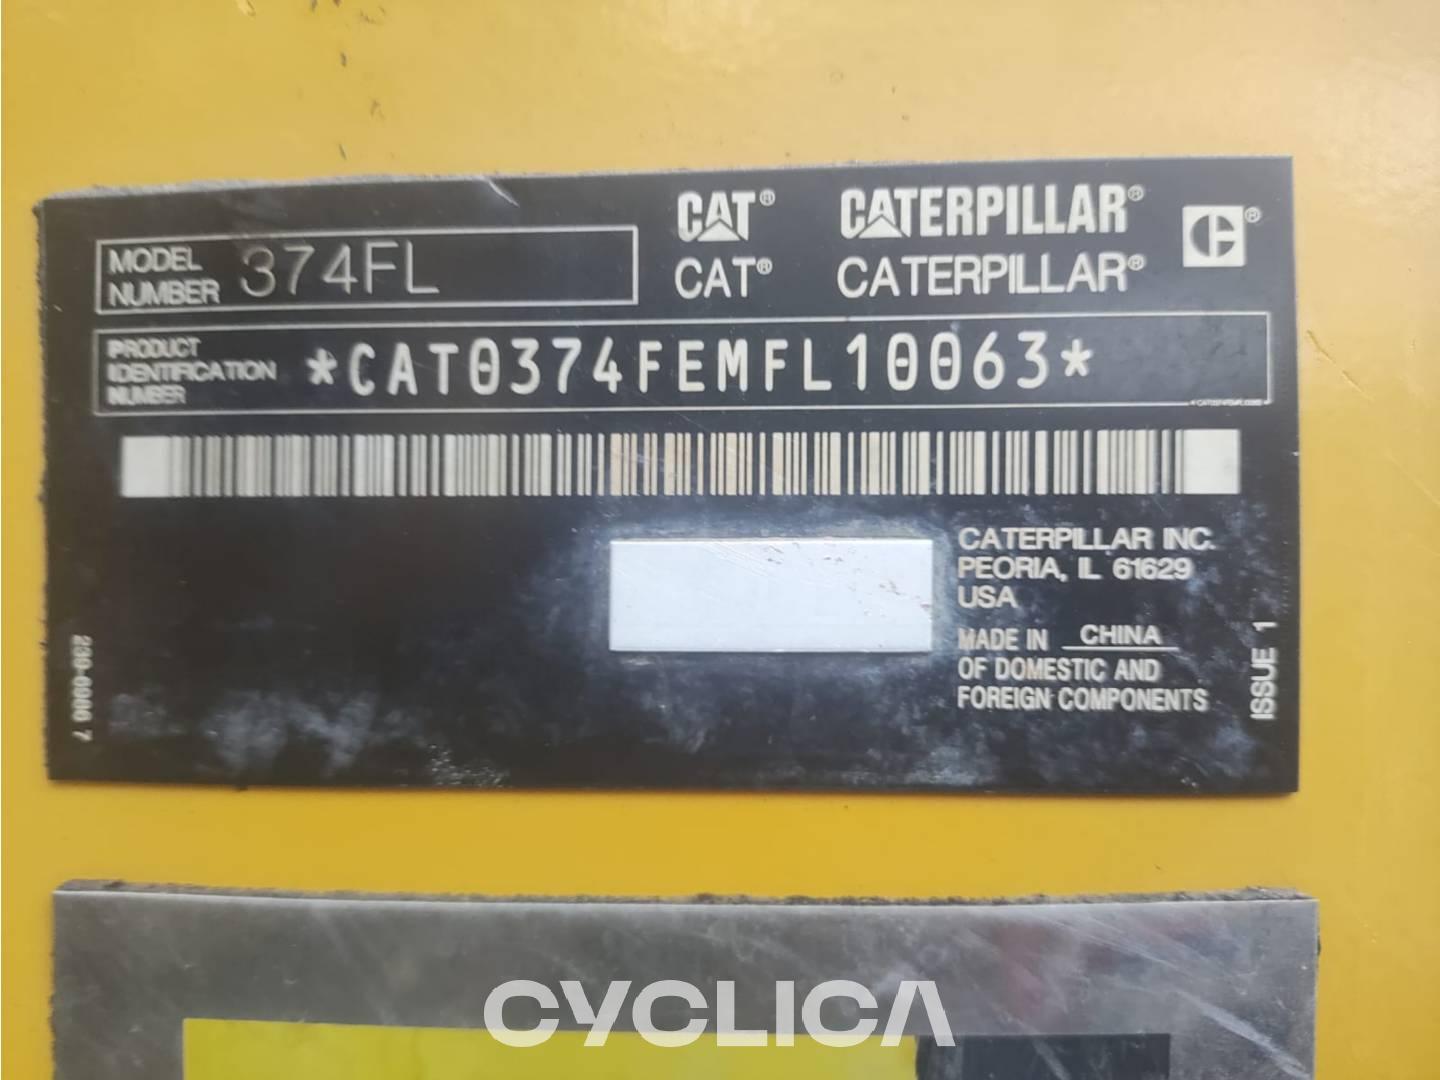 CAT® CATERPILLAR® C®
MODEL NUMBER 374FL
CAT® CATERPILLAR®
PRODUCT IDENTIFICATION NUMBER *CAT0374FEMFL10063*
CATERPILLAR INC.
PEORIA, IL 61629
USA
MADE IN CHINA
OF DOMESTIC AND
FOREIGN COMPONENTS
ISSUE 1
CYCLICA